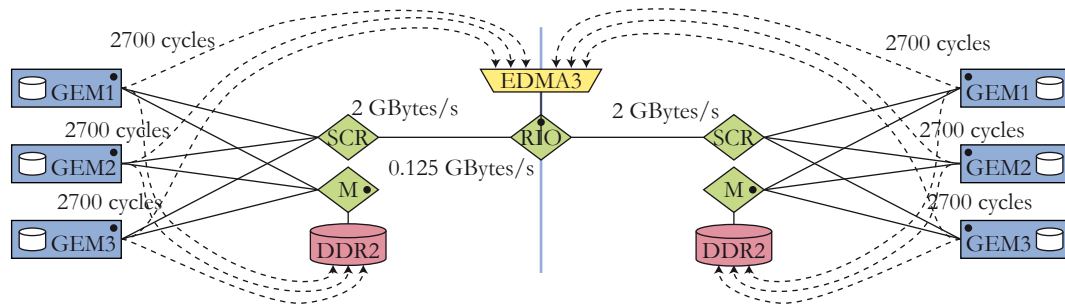 2700 cycles
2700 cycles
EDMA3
GEM1
GEM1
2 GBytes/s
2 GBytes/s
2700 cycles
SCR
RIO
SCR
2700 cycles
GEM2
GEM2
0.125 GBytes/s
M
M
2700 cycles
2700 cycles
GEM3
DDR2
DDR2
GEM3